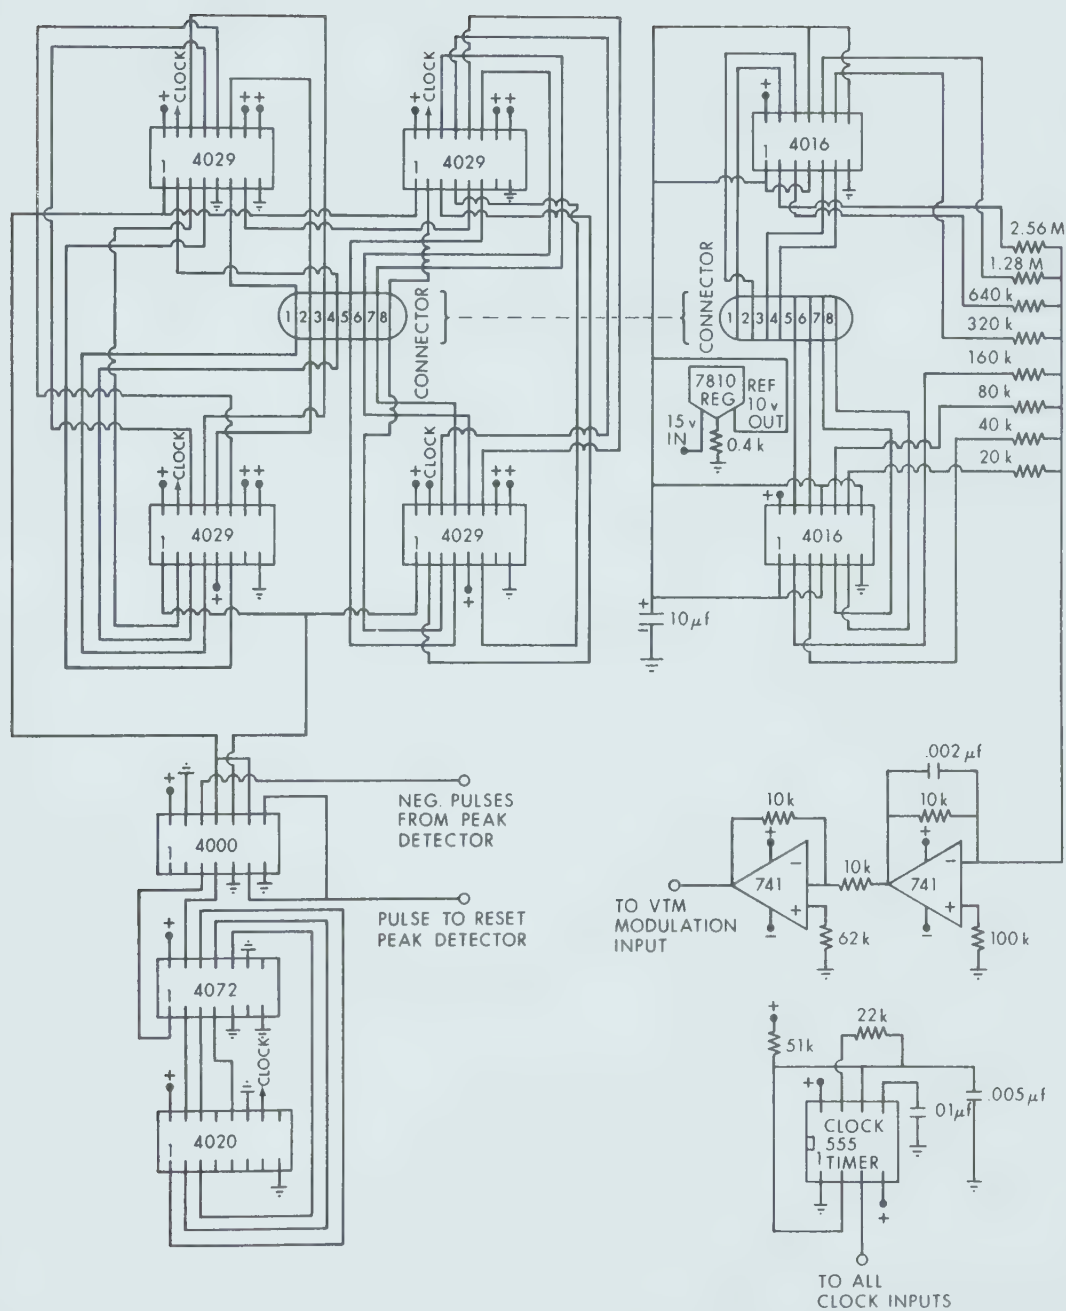 CLOCK
4029
CLOCK
4029
4016
1 2 3 4 5 6 7 8
CONNECTOR
CONNECTOR
1 2 3 4 5 6 7 8
2.56 M
1.28 M
640 k
320 k
160 k
80 k
40 k
20 k
7810
REG
REF
10 v
OUT
15 v
IN
0.4 k
CLOCK
4029
CLOCK
4029
4016
10 µf
NEG. PULSES
FROM PEAK
DETECTOR
4000
PULSE TO RESET
PEAK DETECTOR
4072
CLOCK
4020
.002 µf
10 k
10 k
741
10 k
741
TO VTM
MODULATION
INPUT
62 k
100 k
51 k
22 k
.005 µf
01 µf
CLOCK
555
TIMER
1
TO ALL
CLOCK INPUTS